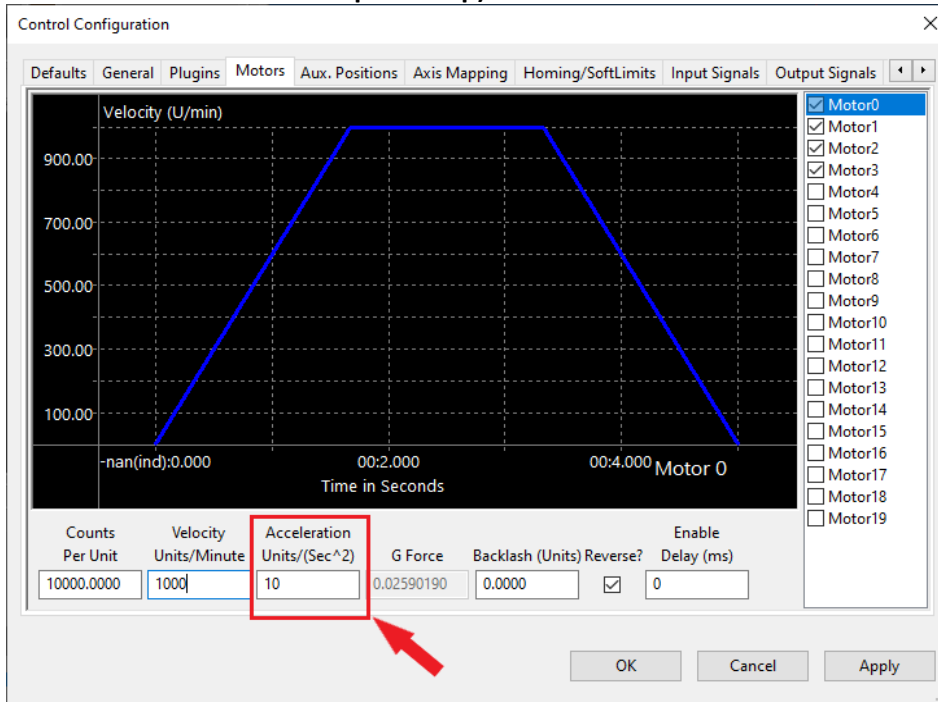 Control Configuration
Defaults General Plugins Motors Aux. Positions Axis Mapping Homing/SoftLimits Input Signals Output Signals
Velocity (U/min)
900.00
700.00
500.00
300.00
100.00
-nan(ind):0.000 00:2.000 00:4.000 Motor 0
Time in Seconds
Motor0
Motor1
Motor2
Motor3
Motor4
Motor5
Motor6
Motor7
Motor8
Motor9
Motor10
Motor11
Motor12
Motor13
Motor14
Motor15
Motor16
Motor17
Motor18
Motor19
Counts Velocity Acceleration Enable
Per Unit Units/Minute Units/(Sec^2) G Force Backlash (Units) Reverse? Delay (ms)
10000.0000 1000 10 0.02590190 0.0000 0
OK Cancel Apply